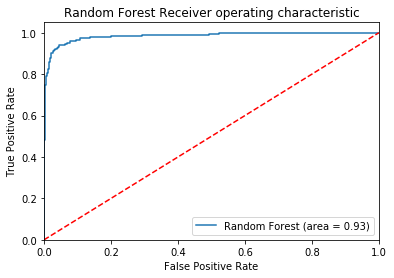 Random Forest Receiver operating characteristic
1.0
0.8
0.6
0.4
0.2
0.0
True Positive Rate
Random Forest (area = 0.93)
0.0 0.2 0.4 0.6 0.8 1.0
False Positive Rate